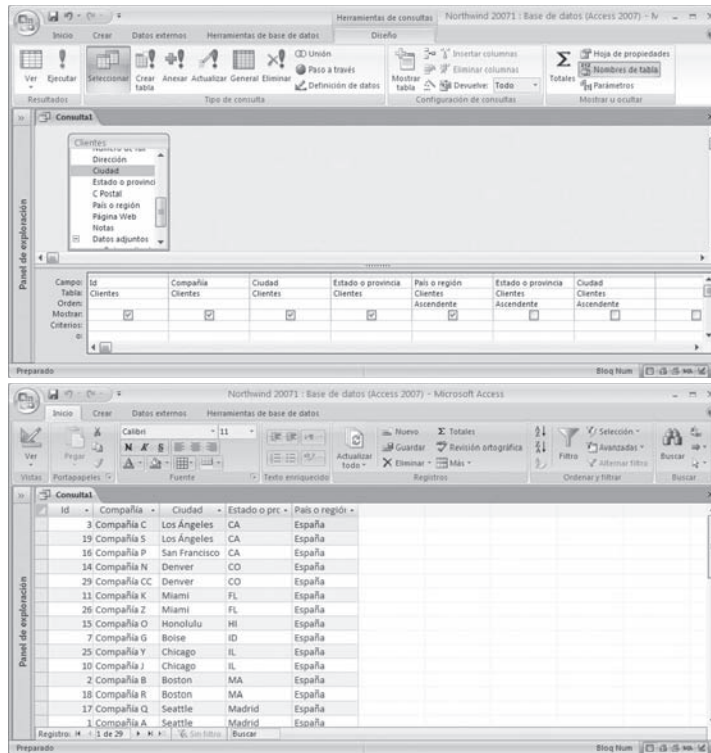 Herramientas de consultas Northwind 20071 : Base de datos (Access 2007) - M
Inicio Crear Datos externos Herramientas de base de datos Diseño
Ver Ejecutar
Seleccionar Crear tabla Anexar Actualizar General Eliminar
Unión
Paso a través
Definición de datos
Mostrar tabla
Insertar columnas
Eliminar columnas
Devuelve: Todo
Totales
Hoja de propiedades
Nombres de tabla
Parámetros
Resultados Tipo de consulta Configuración de consultas Mostrar u ocultar
Consulta1
Panel de exploración
Clientes
Dirección
Ciudad
Estado o provinci
C Postal
País o región
Página Web
Notas
Datos adjuntos
Campo: Id Compañía Ciudad Estado o provincia País o región Estado o provincia Ciudad
Tabla: Clientes Clientes Clientes Clientes Clientes Clientes Clientes
Orden: Ascendente Ascendente Ascendente
Mostrar:
Criterios:
o:
Preparado Bloq Num
Northwind 20071 : Base de datos (Access 2007) - Microsoft Access
Inicio Crear Datos externos Herramientas de base de datos
Ver
Pegar
Calibri 11
N K S
Actualizar todo
Nuevo
Guardar
Eliminar
Totales
Revisión ortográfica
Más
Filtro
Selección
Avanzadas
Alternar filtro
Buscar
Vistas Portapapeles Fuente Texto enriquecido Registros Ordenar y filtrar Buscar
Consulta1
Panel de exploración
Id Compañía Ciudad Estado o prc País o regiór
3 Compañía C Los Ángeles CA España
19 Compañía S Los Ángeles CA España
16 Compañía P San Francisco CA España
14 Compañía N Denver CO España
29 Compañía CC Denver CO España
11 Compañía K Miami FL España
26 Compañía Z Miami FL España
15 Compañía O Honolulu HI España
7 Compañía G Boise ID España
25 Compañía Y Chicago IL España
10 Compañía J Chicago IL España
2 Compañía B Boston MA España
18 Compañía R Boston MA España
17 Compañía Q Seattle Madrid España
1 Compañía A Seattle Madrid España
Registro: 1 de 29 Sin filtro Buscar
Preparado Bloq Num